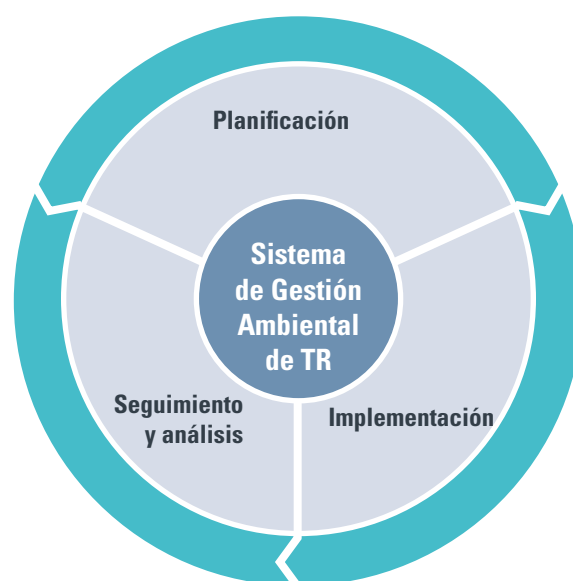 Planificación
Sistema
de Gestión
Ambiental
de TR
Seguimiento
y análisis
Implementación